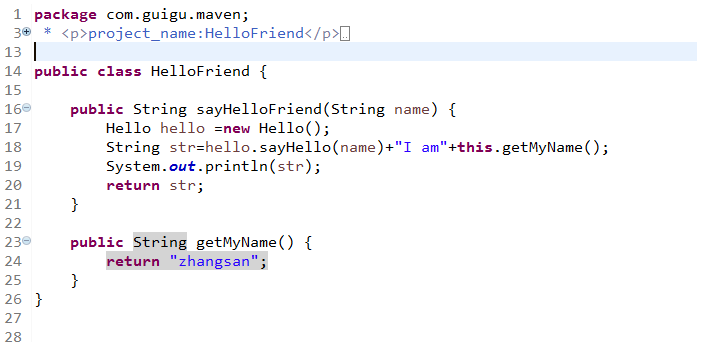 1 package com.guigu.maven;
3 * <p>project_name:HelloFriend</p>
13
14 public class HelloFriend {
15
16 public String sayHelloFriend(String name) {
17 Hello hello =new Hello();
18 String str=hello.sayHello(name)+"I am"+this.getMyName();
19 System.out.println(str);
20 return str;
21 }
22
23 public String getMyName() {
24 return "zhangsan";
25 }
26 }
27
28